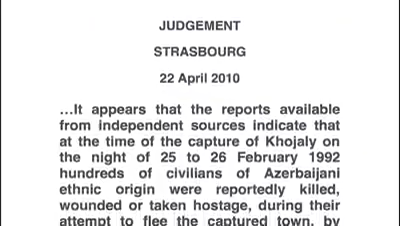 JUDGEMENT
STRASBOURG
22 April 2010
...It appears that the reports available
from independent sources indicate that
at the time of the capture of Khojaly on
the night of 25 to 26 February 1992
hundreds of civilians of Azerbaijani
ethnic origin were reportedly killed,
wounded or taken hostage, during their
attempt to flee the captured town, by